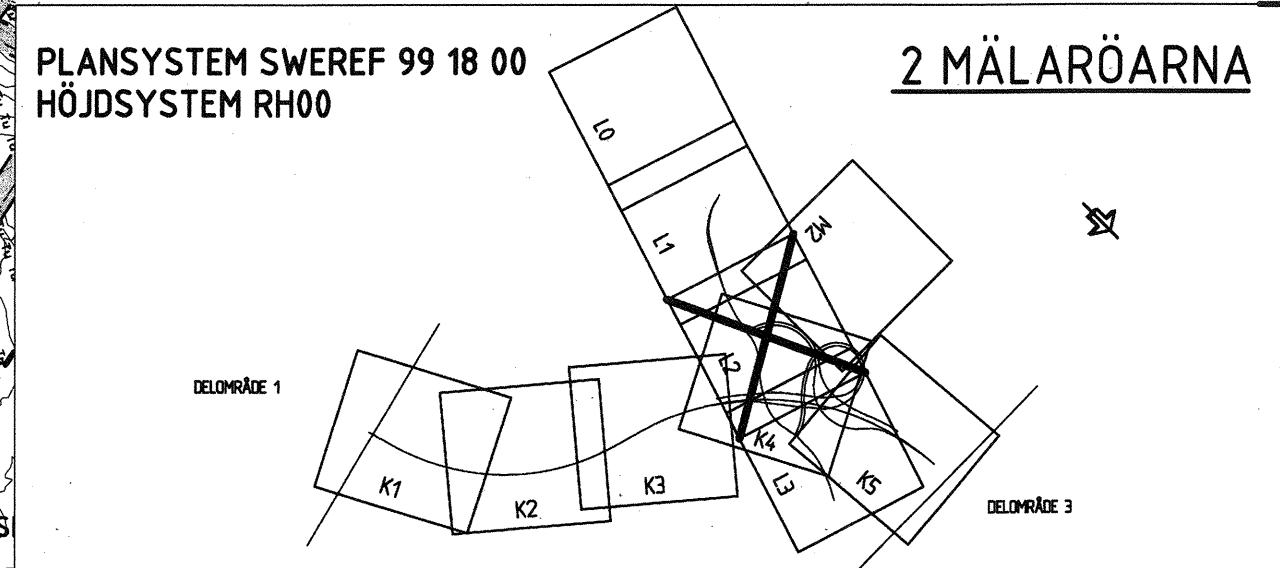 PLANSYSTEM SWEREF 99 18 00
HÖJDSYSTEM RH00
2 MÄLARÖARNA
L0
L1
M2
L2
DELOMRÅDE 1
K1
K2
K3
K4
L3
K5
DELOMRÅDE 3